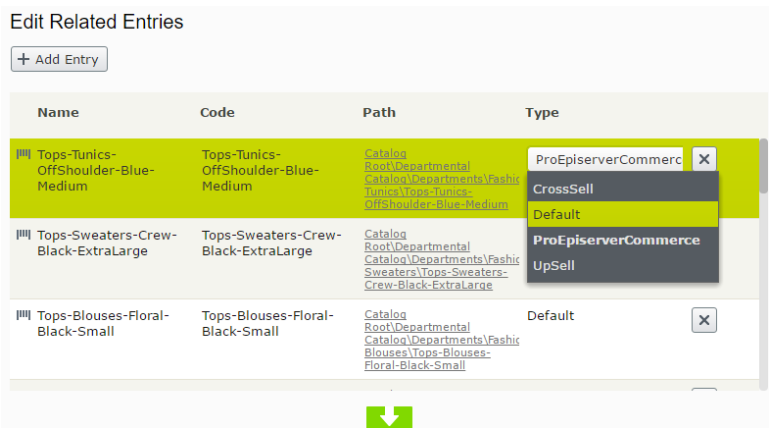 Edit Related Entries
+ Add Entry
Name Code Path Type
Tops-Tunics-
OffShoulder-Blue-
Medium
Tops-Tunics-
OffShoulder-Blue-
Medium
Catalog
Root\Departmental
Catalog\Departments\Fashic
Tunics\Tops-Tunics-
OffShoulder-Blue-Medium
ProEpiserverCommerc
CrossSell
Default
ProEpiserverCommerce
UpSell
Tops-Sweaters-Crew-
Black-ExtraLarge
Tops-Sweaters-Crew-
Black-ExtraLarge
Catalog
Root\Departmental
Catalog\Departments\Fashic
Sweaters\Tops-Sweaters-
Crew-Black-ExtraLarge
Tops-Blouses-Floral-
Black-Small
Tops-Blouses-Floral-
Black-Small
Catalog
Root\Departmental
Catalog\Departments\Fashic
Blouses\Tops-Blouses-
Floral-Black-Small
Default